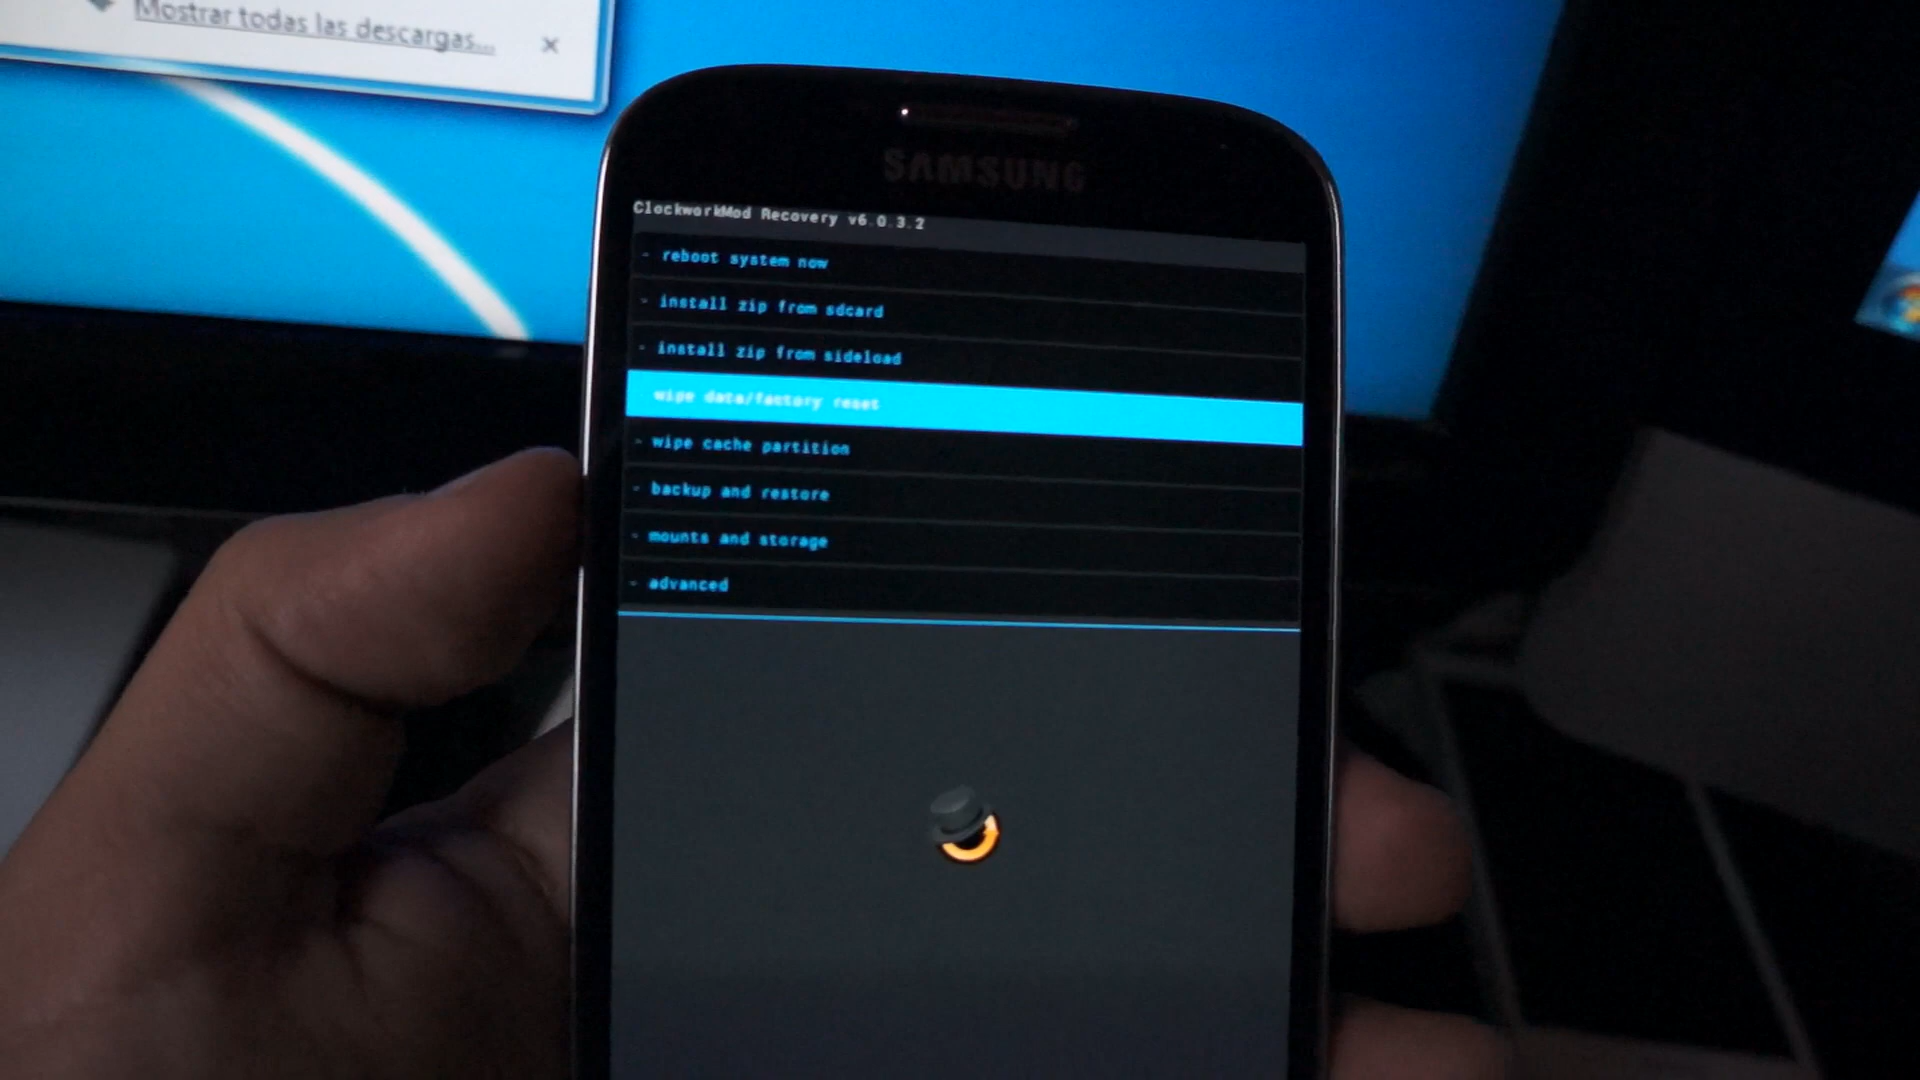 Mostrar todas las descargas...
SAMSUNG
ClockworkMod Recovery v6.0.3.2
- reboot system now
- install zip from sdcard
- install zip from sideload
- wipe data/factory reset
- wipe cache partition
- backup and restore
- mounts and storage
- advanced